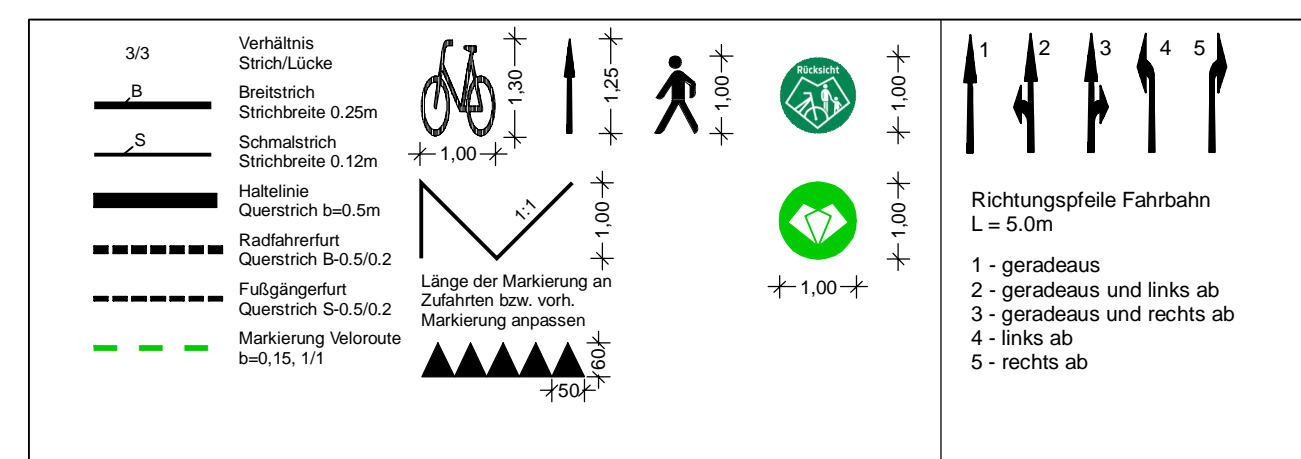 3/3
Verhältnis
Strich/Lücke
B
Breitstrich
Strichbreite 0.25m
S
Schmalstrich
Strichbreite 0.12m
Haltelinie
Querstrich b=0.5m
Radfahrerfurt
Querstrich B-0.5/0.2
Fußgängerfurt
Querstrich S-0.5/0.2
Markierung Veloroute
b=0,15, 1/1
1,30
1,00
1,25
1,00
Rücksicht
1,00
1:1
1,00
1,00
1,00
Länge der Markierung an
Zufahrten bzw. vorh.
Markierung anpassen
60
50
1 2 3 4 5
Richtungspfeile Fahrbahn
L = 5.0m
1 - geradeaus
2 - geradeaus und links ab
3 - geradeaus und rechts ab
4 - links ab
5 - rechts ab